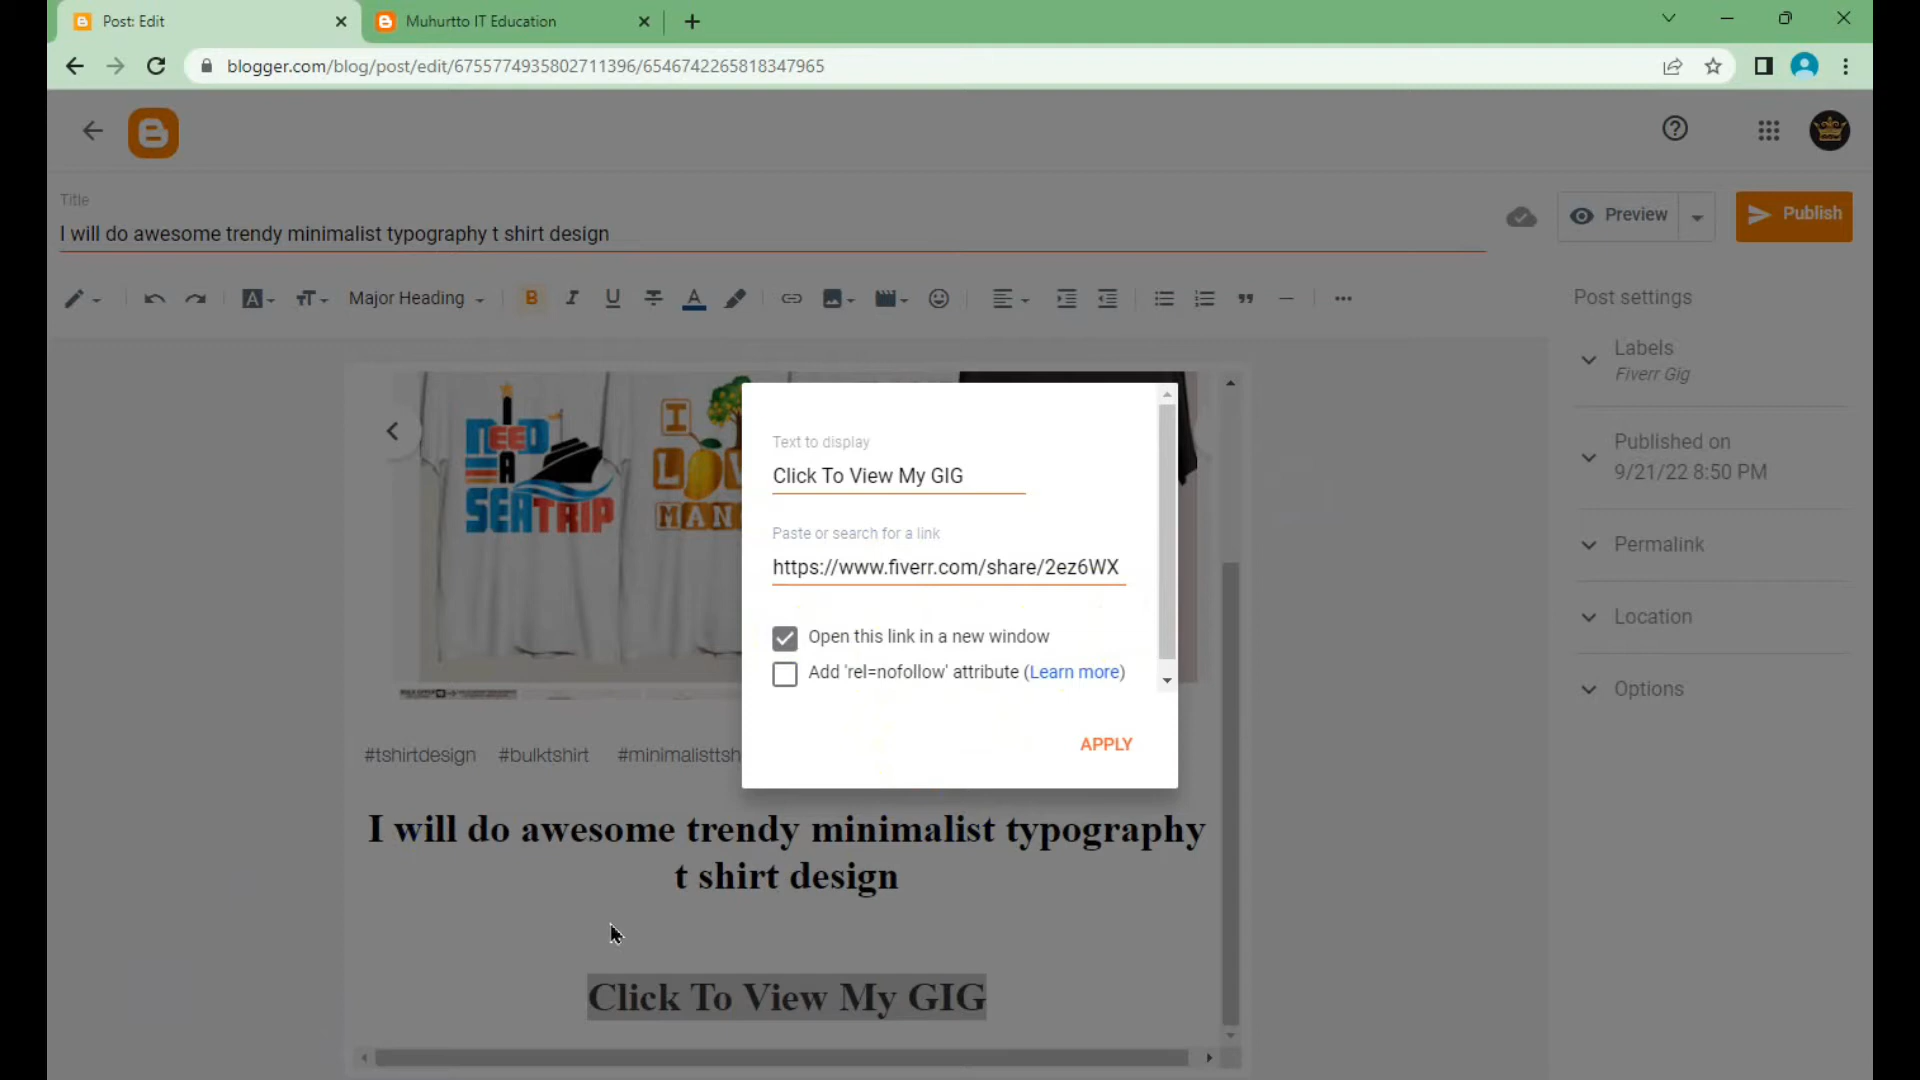 Post: Edit
Muhurtto IT Education
blogger.com/blog/post/edit/6755774935802711396/6546742265818347965
Title
I will do awesome trendy minimalist typography t shirt design
Preview
Publish
Major Heading
Post settings
Labels
Fiverr Gig
Published on
9/21/22 8:50 PM
Permalink
Location
Options
NEED
A
SEATRIP
I
MAN
Text to display
Click To View My GIG
Paste or search for a link
https://www.fiverr.com/share/2ez6WX
Open this link in a new window
Add 'rel=nofollow' attribute (Learn more)
APPLY
#tshirtdesign #bulktshirt #minimalisttsh
I will do awesome trendy minimalist typography
t shirt design
Click To View My GIG